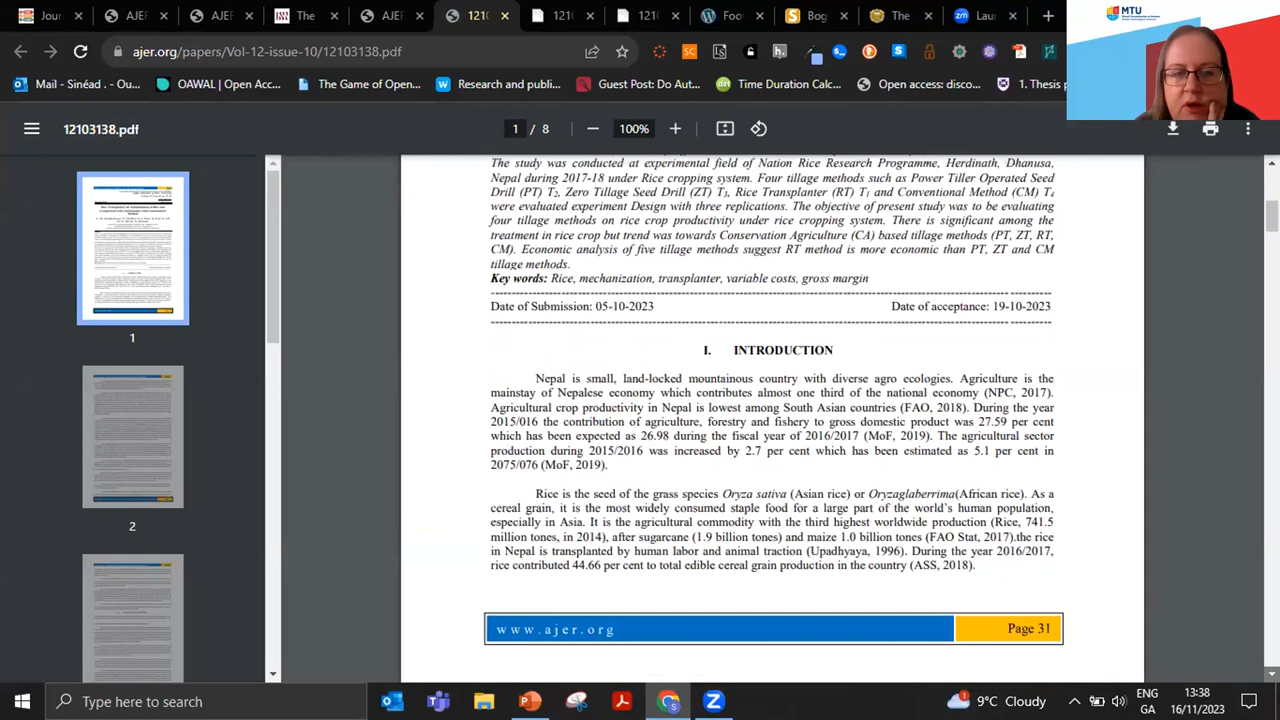 Jour
AJER
AJE
The
1210
121
121
Foo
Bog
The
Lau
MTU
ajer.org/papers/Vol-12-issue-10/12103138.pdf
Mail - Sinéad. - Ou...
OAWAL | Open Acc...
Domains of Open...
Write and publi...
Guest Post: Do Aut...
The Donation Calc...
Open access: disco...
1. Thesis p
12103138.pdf
/ 8
100%
The study was conducted at experimental field of Nation Rice Research Programme, Herdinath, Dhanusa,
Nepal during 2017-18 under Rice cropping system. Four tillage methods such as Power Tiller Operated Seed
Drill (PT) T₁, Zero Tillage Seed Drill (ZT) T₂, Rice Transplanter (RT)T₃ and Conventional Method (CM) T₄
were evaluated experiment Design with three replications. The objective of present study was to be evaluating
four tillage methods on rice crop productivity under rice cropping system. There is significant among the
treatment in rice crop but trend was towards Conservation Agriculture (CA) based tillage methods (PT, ZT, RT,
CM). Economic analysis of five tillage methods suggest RT method is more economic than PT, ZT and CM
tillage methods.
Key words: Rice, mechanization, transplanter, variable costs, gross margin
Date of Submission: 05-10-2023 Date of acceptance: 19-10-2023
I. INTRODUCTION
Nepal is small, land-locked mountainous country with diverse agro ecologies. Agriculture is the
mainstay of Nepalese economy which contributes almost one third of the national economy (NPC, 2017).
Agricultural crop productivity in Nepal is lowest among South Asian countries (FAO, 2018). During the year
2015/016 the contribution of agriculture, forestry and fishery to gross domestic product was 27.59 per cent
which has been expected as 26.98 during the fiscal year of 2016/2017 (MoF, 2019). The agricultural sector
production during 2015/2016 was increased by 2.7 per cent which has been estimated as 5.1 per cent in
2075/076 (MoF, 2019).
Rice is the seed of the grass species Oryza sativa (Asian rice) or Oryzaglaberrima(African rice). As a
cereal grain, it is the most widely consumed staple food for a large part of the world's human population,
especially in Asia. It is the agricultural commodity with the third highest worldwide production (Rice, 741.5
million tones, in 2014), after sugarcane (1.9 billion tones) and maize 1.0 billion tones (FAO Stat, 2017).the rice
in Nepal is transplanted by human labor and animal traction (Upadhyaya, 1996). During the year 2016/2017,
rice contributed 44.60 per cent to total edible cereal grain production in the country (ASS, 2018).
www.ajer.org
Page 31
1
2
Type here to search
9°C Cloudy
ENG
GA
13:38
16/11/2023